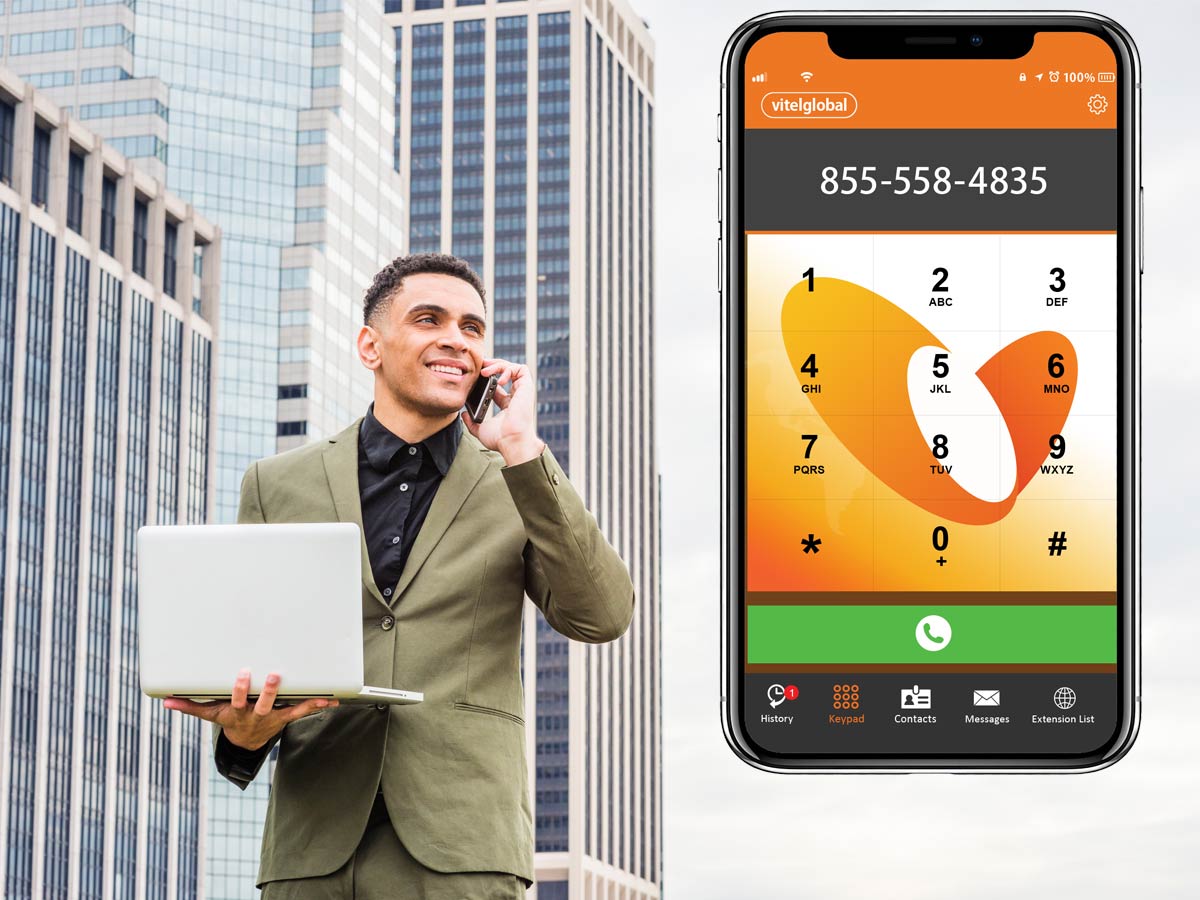 100%
vitelglobal
855-558-4835
1
2
ABC
3
DEF
4
GHI
5
JKL
6
MNO
7
PQRS
8
TUV
9
WXYZ
*
0
+
#
1
History
Keypad
Contacts
Messages
Extension List